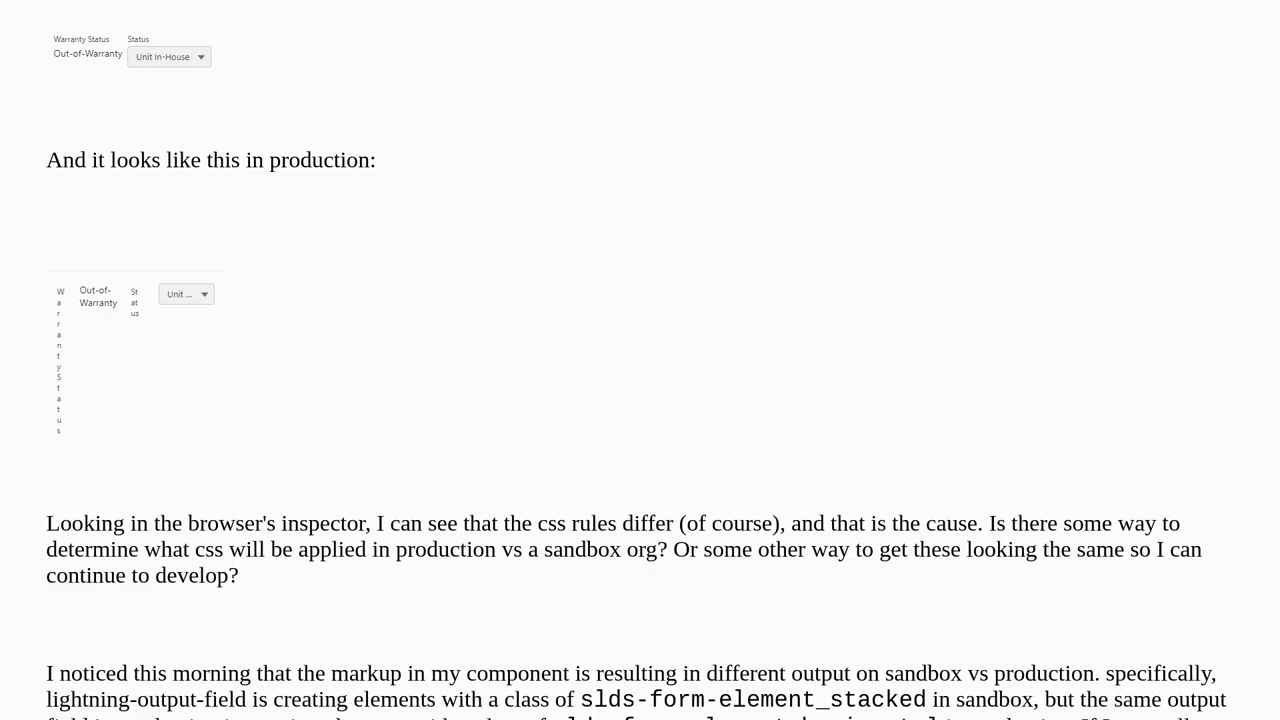 Warranty Status Status
Out-of-Warranty Unit In-House
And it looks like this in production:
W
a
r
r
a
n
t
y
S
t
a
t
u
s
Out-of-
Warranty
St
at
us
Unit ...
Looking in the browser's inspector, I can see that the css rules differ (of course), and that is the cause. Is there some way to
determine what css will be applied in production vs a sandbox org? Or some other way to get these looking the same so I can
continue to develop?
I noticed this morning that the markup in my component is resulting in different output on sandbox vs production. specifically,
lightning-output-field is creating elements with a class of slds-form-element_stacked in sandbox, but the same output